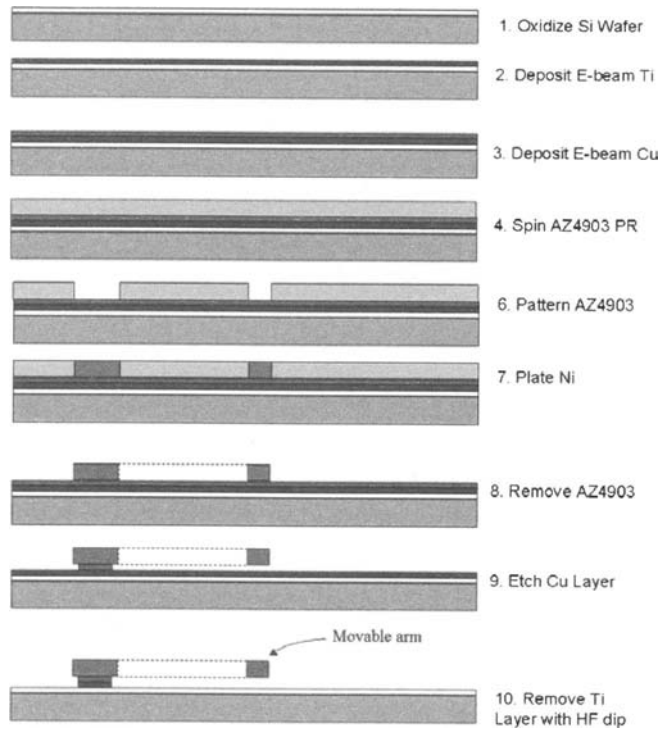 1. Oxidize Si Wafer
2. Deposit E-beam Ti
3. Deposit E-beam Cu
4. Spin AZ4903 PR
6. Pattern AZ4903
7. Plate Ni
8. Remove AZ4903
9. Etch Cu Layer
Movable arm
10. Remove Ti
Layer with HF dip